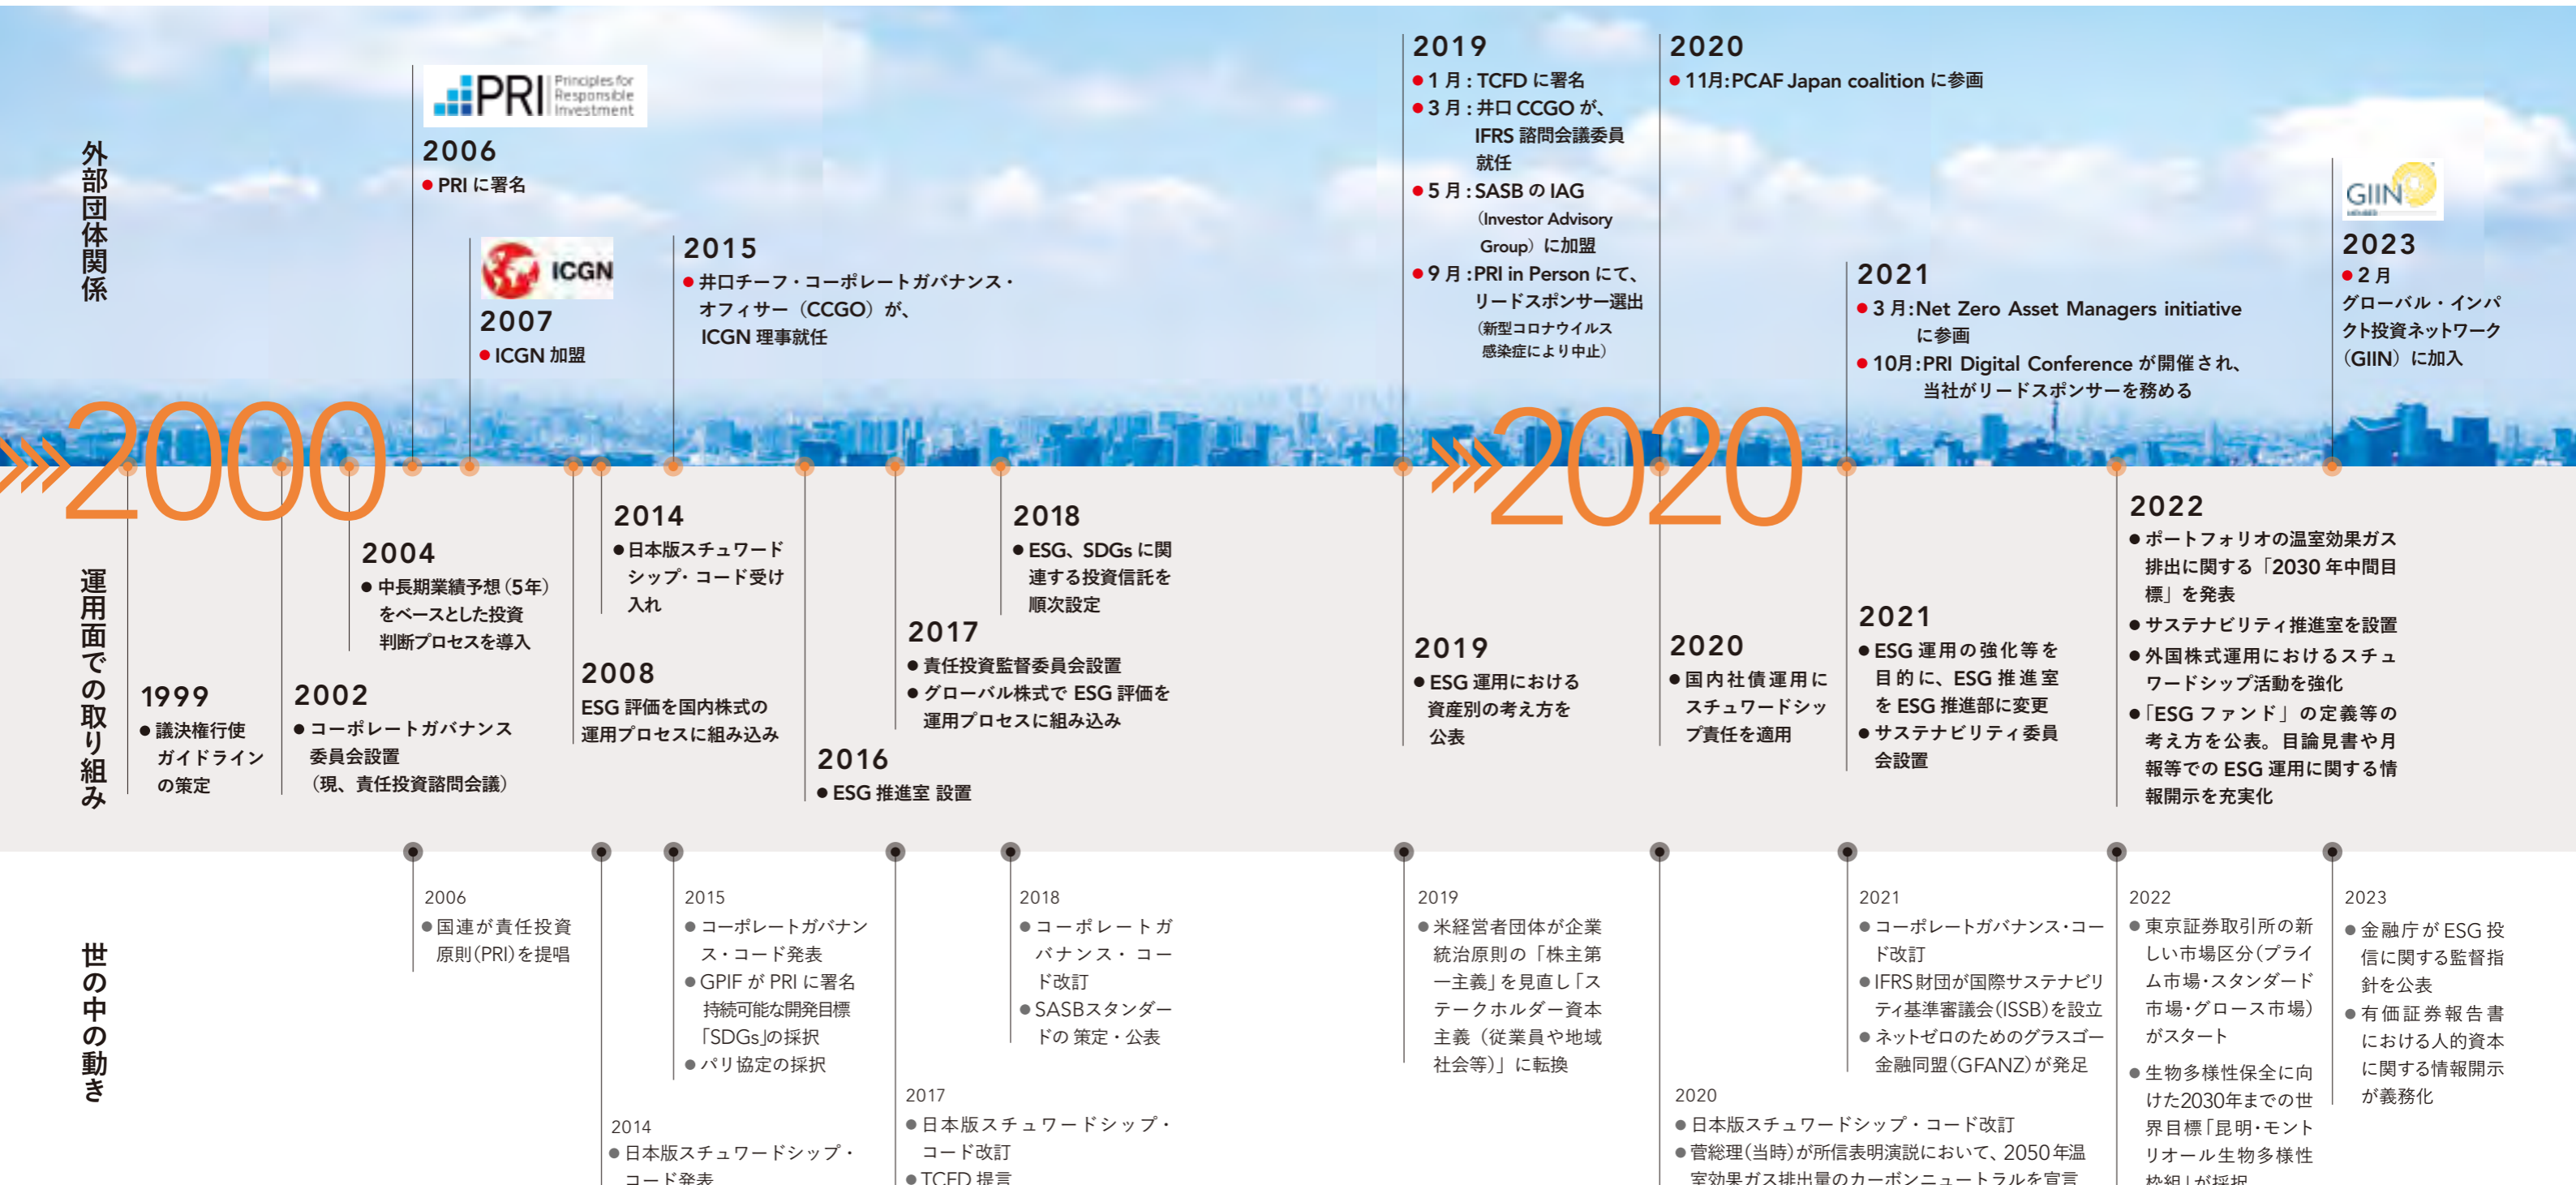 外部団体関係
PRI
Principles for
Responsible
Investment
2006
● PRI に署名
ICGN
2007
● ICGN 加盟
2015
● 井口チーフ・コーポレートガバナンス・
オフィサー（CCGO）が、
ICGN 理事就任
2019
● 1 月 : TCFD に署名
● 3 月 : 井口 CCGO が、
IFRS 諮問会議委員
就任
● 5 月 : SASB の IAG
（Investor Advisory
Group）に加盟
● 9 月 :PRI in Person にて、
リードスポンサー選出
（新型コロナウイルス
感染症により中止）
2020
● 11月:PCAF Japan coalition に参画
2021
● 3 月:Net Zero Asset Managers initiative
に参画
● 10月:PRI Digital Conference が開催され、
当社がリードスポンサーを務める
GIIN
MEMBER
2023
● 2 月
グローバル・インパ
クト投資ネットワーク
（GIIN）に加入
2000
2020
運用面での取り組み
1999
● 議決権行使
ガイドライン
の策定
2002
● コーポレートガバナンス
委員会設置
（現、責任投資諮問会議）
2004
● 中長期業績予想（5年）
をベースとした投資
判断プロセスを導入
2008
ESG 評価を国内株式の
運用プロセスに組み込み
2014
● 日本版スチュワード
シップ・コード受け
入れ
2016
● ESG 推進室 設置
2017
● 責任投資監督委員会設置
● グローバル株式で ESG 評価を
運用プロセスに組み込み
2018
● ESG、SDGs に関
連する投資信託を
順次設定
2019
● ESG 運用における
資産別の考え方を
公表
2020
● 国内社債運用に
スチュワードシッ
プ責任を適用
2021
● ESG 運用の強化等を
目的に、ESG 推進室
を ESG 推進部に変更
● サステナビリティ委員
会設置
2022
● ポートフォリオの温室効果ガス
排出に関する「2030 年中間目
標」を発表
● サステナビリティ推進室を設置
● 外国株式運用におけるスチュ
ワードシップ活動を強化
●「ESG ファンド」の定義等の
考え方を公表。目論見書や月
報等での ESG 運用に関する情
報開示を充実化
世の中の動き
2006
● 国連が責任投資
原則（PRI）を提唱
2014
● 日本版スチュワードシップ・
コード発表
2015
● コーポレートガバナン
ス・コード発表
● GPIF が PRI に署名
持続可能な開発目標
「SDGs」の採択
● パリ協定の採択
2017
● 日本版スチュワードシップ・
コード改訂
● TCFD 提言
2018
● コーポレートガ
バナンス・コー
ド改訂
● SASBスタンダー
ドの 策定・公表
2019
● 米経営者団体が企業
統治原則の「株主第
一主義」を見直し「ス
テークホルダー資本
主義（従業員や地域
社会等）」に転換
2020
● 日本版スチュワードシップ・コード改訂
● 菅総理（当時）が所信表明演説において、2050年温
室効果ガス排出量のカーボンニュートラルを宣言
2021
● コーポレートガバナンス・コー
ド改訂
● IFRS財団が国際サステナビリ
ティ基準審議会（ISSB）を設立
● ネットゼロのためのグラスゴー
金融同盟（GFANZ）が発足
2022
● 東京証券取引所の新
しい市場区分（プライ
ム市場・スタンダード
市場・グロース市場）
がスタート
● 生物多様性保全に向
けた2030年までの世
界目標「昆明・モント
リオール生物多様性
枠組」が採択
2023
● 金融庁が ESG 投
信に関する監督指
針を公表
● 有価証券報告書
における人的資本
に関する情報開示
が義務化